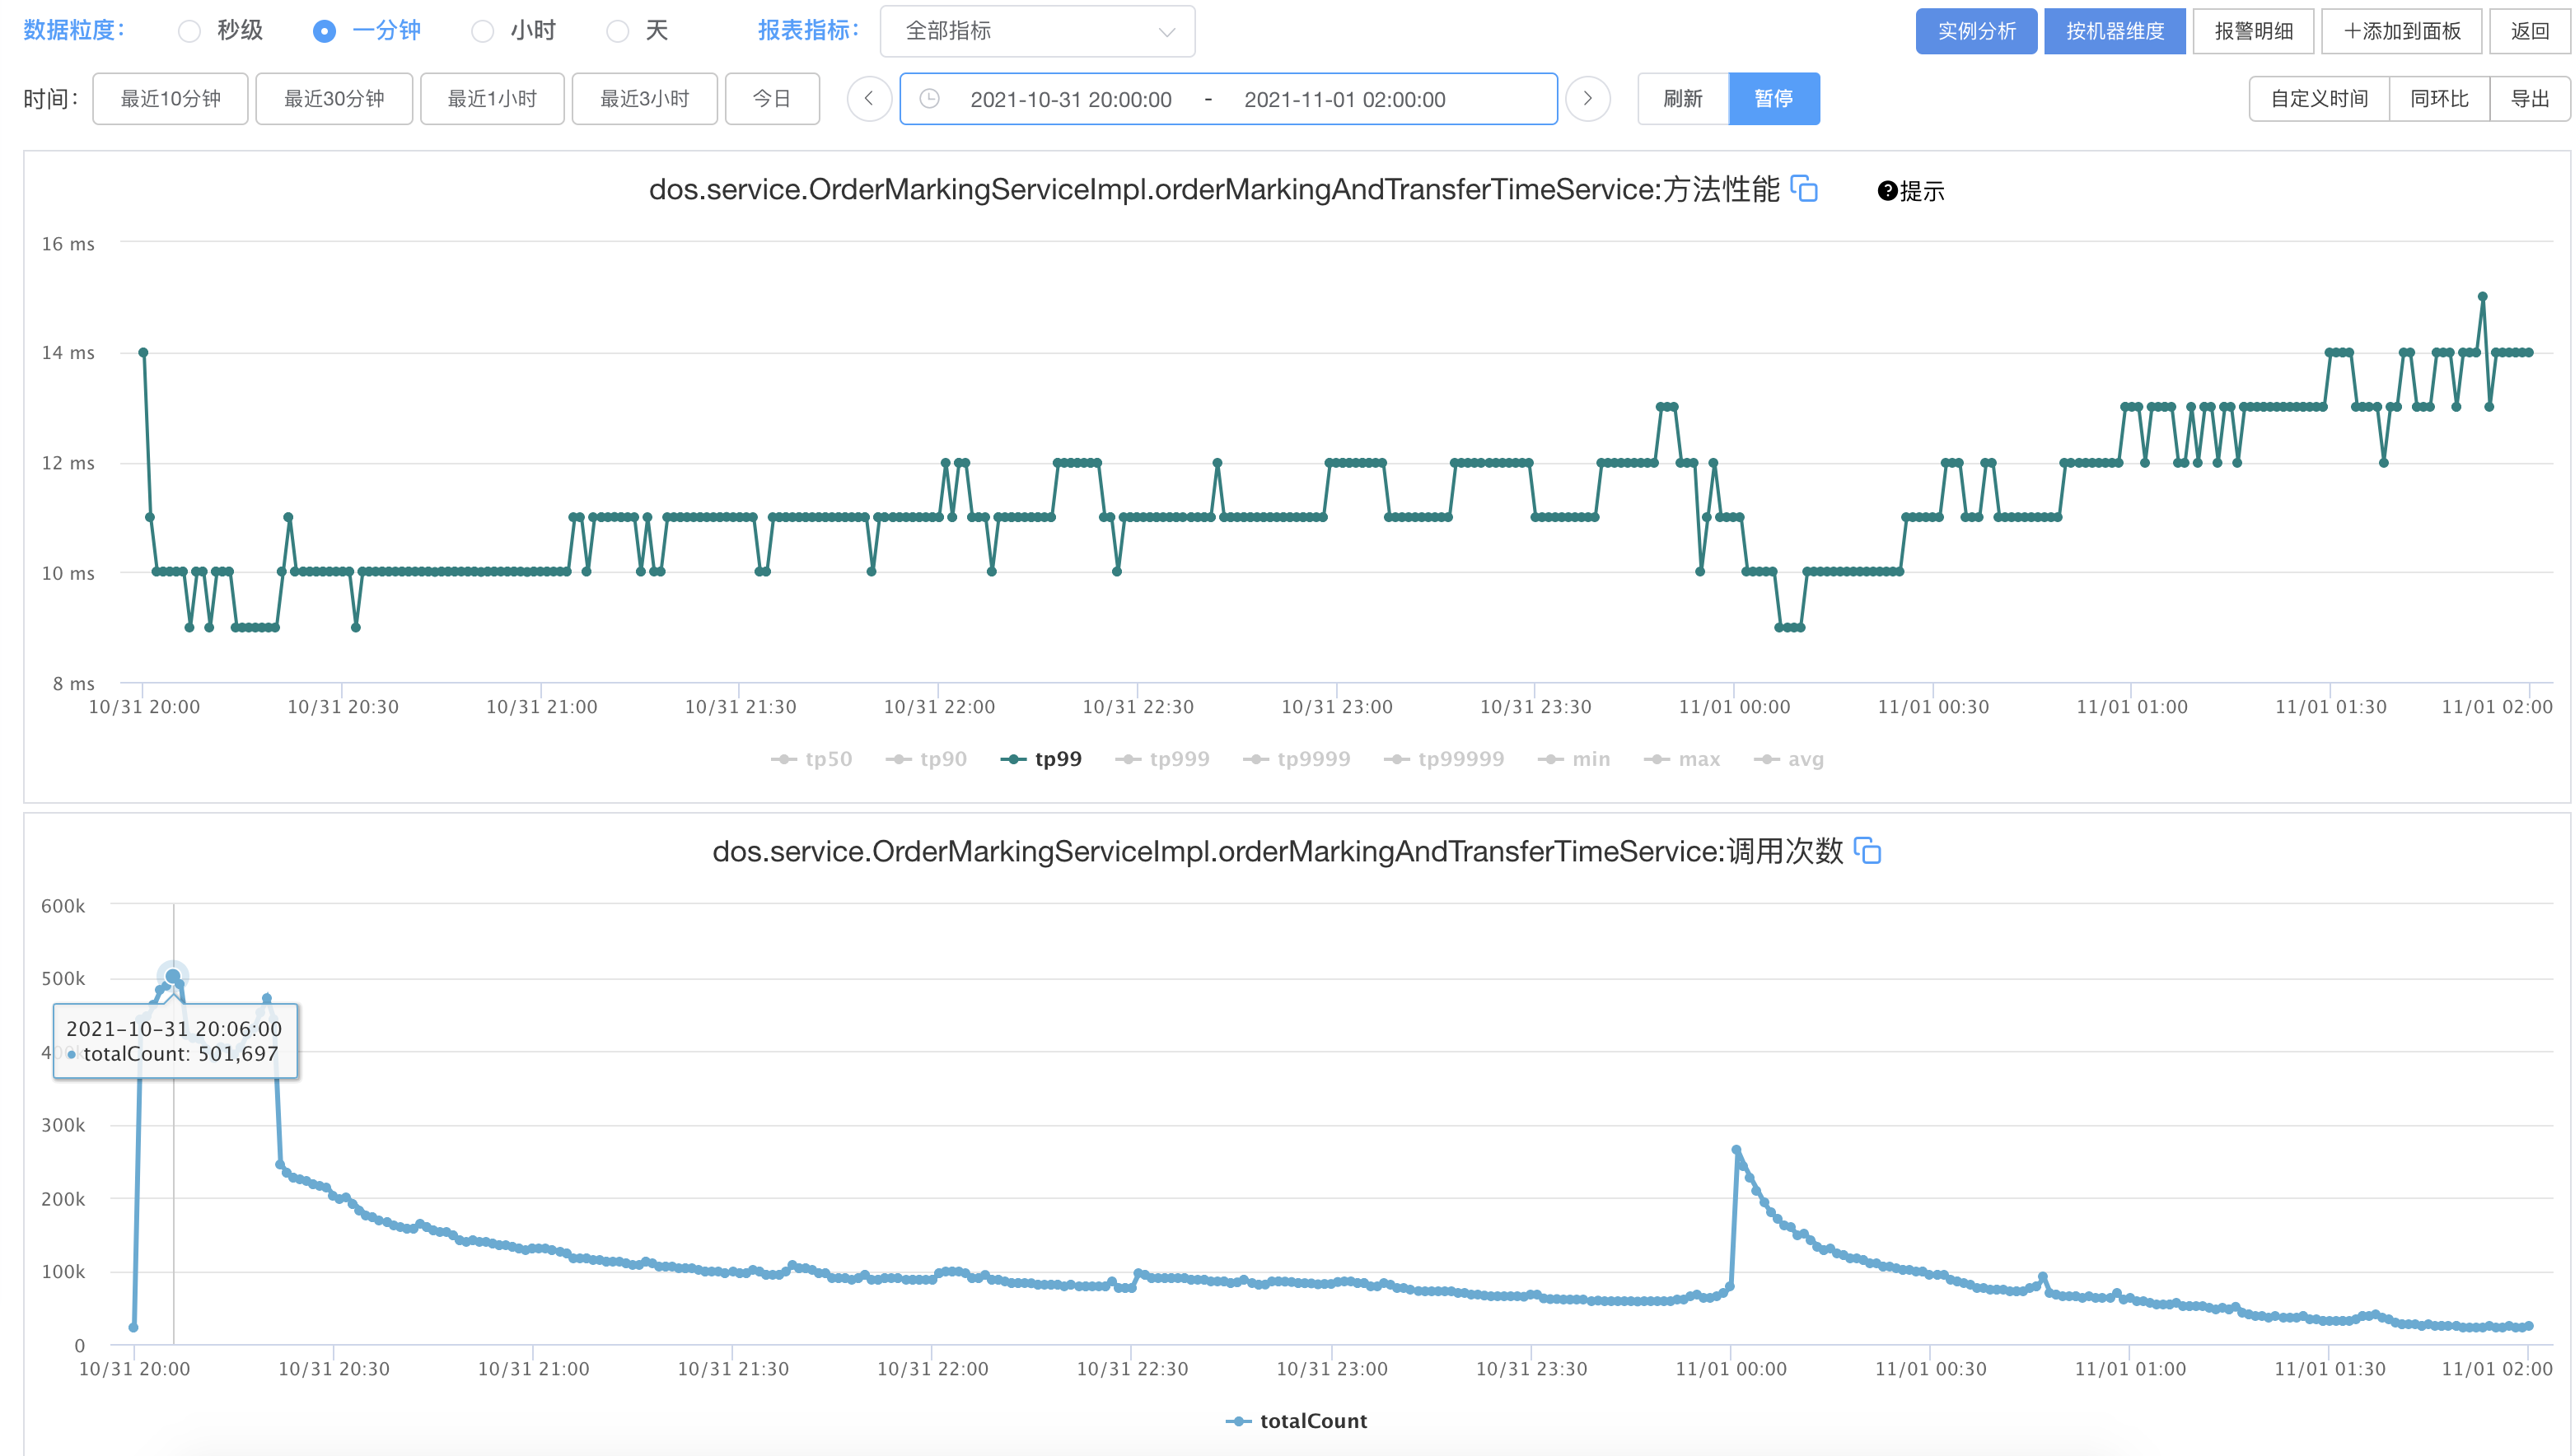 数据粒度： 秒级 一分钟 小时 天 报表指标： 全部指标 实例分析 按机器维度 报警明细 ＋添加到面板 返回
时间： 最近10分钟 最近30分钟 最近1小时 最近3小时 今日 2021-10-31 20:00:00 - 2021-11-01 02:00:00 刷新 暂停 自定义时间 同环比 导出
dos.service.OrderMarkingServiceImpl.orderMarkingAndTransferTimeService:方法性能 ?提示
16 ms
14 ms
12 ms
10 ms
8 ms
10/31 20:00 10/31 20:30 10/31 21:00 10/31 21:30 10/31 22:00 10/31 22:30 10/31 23:00 10/31 23:30 11/01 00:00 11/01 00:30 11/01 01:00 11/01 01:30 11/01 02:00
tp50 tp90 tp99 tp999 tp9999 tp99999 min max avg
dos.service.OrderMarkingServiceImpl.orderMarkingAndTransferTimeService:调用次数
600k
500k
2021-10-31 20:06:00
400k
totalCount: 501,697
300k
200k
100k
0
10/31 20:00 10/31 20:30 10/31 21:00 10/31 21:30 10/31 22:00 10/31 22:30 10/31 23:00 10/31 23:30 11/01 00:00 11/01 00:30 11/01 01:00 11/01 01:30 11/01 02:00
totalCount